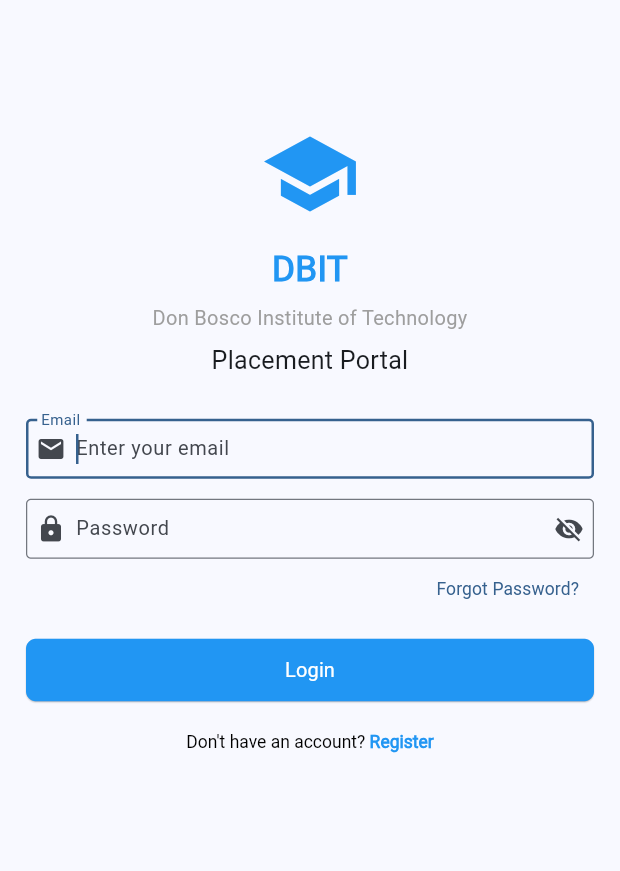 DBIT
Don Bosco Institute of Technology
Placement Portal
Email
Enter your email
Password
Forgot Password?
Login
Don't have an account? Register